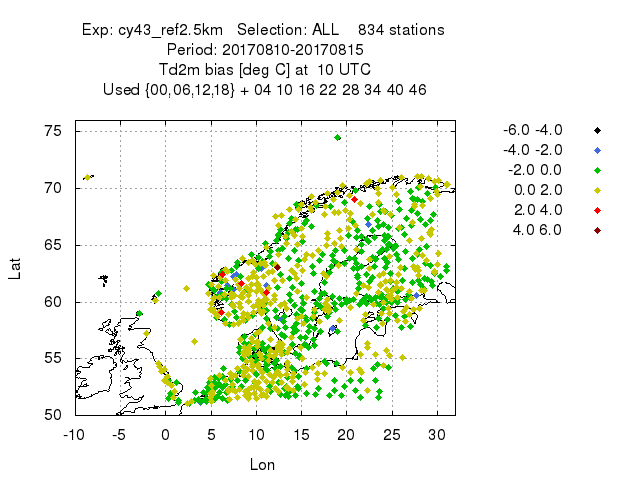 Exp: cy43_ref2.5km   Selection: ALL    834 stations
Period: 20170810-20170815
Td2m bias [deg C] at  10 UTC
Used {00,06,12,18} + 04 10 16 22 28 34 40 46
-6.0 -4.0
-4.0 -2.0
-2.0 0.0
0.0 2.0
2.0 4.0
4.0 6.0
75
70
65
60
55
50
Lat
-10 -5 0 5 10 15 20 25 30
Lon